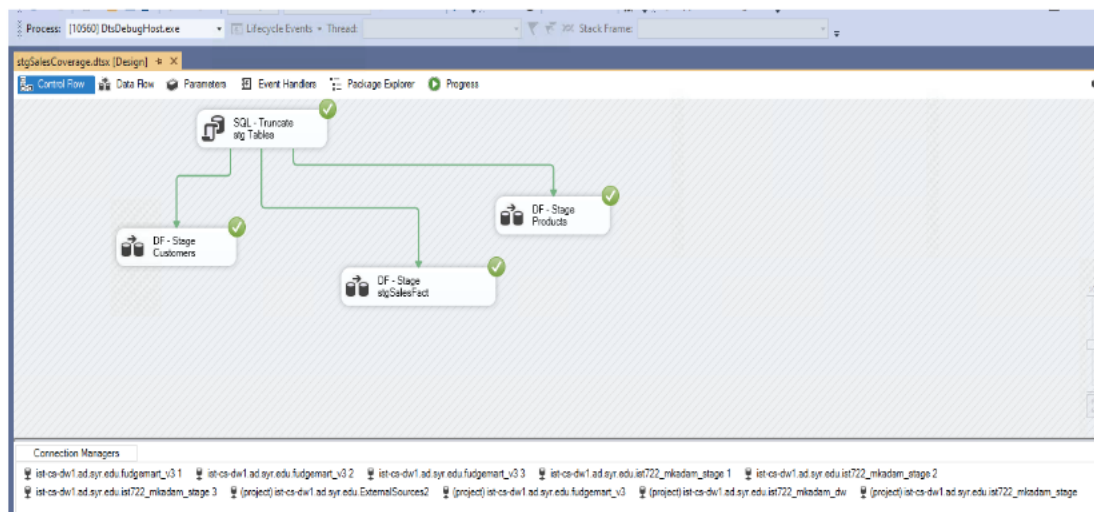 Process: [10560] DtsDebugHost.exe Lifecycle Events Thread: Stack Frame:
stgSalesCoverage.dtsx [Design]
Control Flow Data Flow Parameters Event Handlers Package Explorer Progress
SQL - Truncate
stg Tables
DF - Stage
Products
DF - Stage
Customers
DF - Stage
stgSalesFact
Connection Managers
ist-cs-dw1.ad.syr.edu.fudgemart_v3 1 ist-cs-dw1.ad.syr.edu.fudgemart_v3 2 ist-cs-dw1.ad.syr.edu.fudgemart_v3 3 ist-cs-dw1.ad.syr.edu.ist722_mkadam_stage 1 ist-cs-dw1.ad.syr.edu.ist722_mkadam_stage 2
ist-cs-dw1.ad.syr.edu.ist722_mkadam_stage 3 (project) ist-cs-dw1.ad.syr.edu.ExternalSources2 (project) ist-cs-dw1.ad.syr.edu.fudgemart_v3 (project) ist-cs-dw1.ad.syr.edu.ist722_mkadam_dw (project) ist-cs-dw1.ad.syr.edu.ist722_mkadam_stage